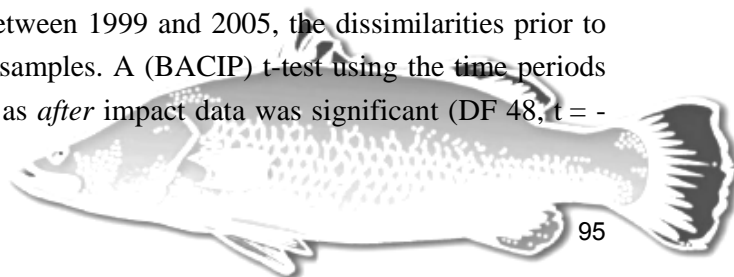 etween 1999 and 2005, the dissimilarities prior to
samples. A (BACIP) t-test using the time periods
as after impact data was significant (DF 48, t = -
95